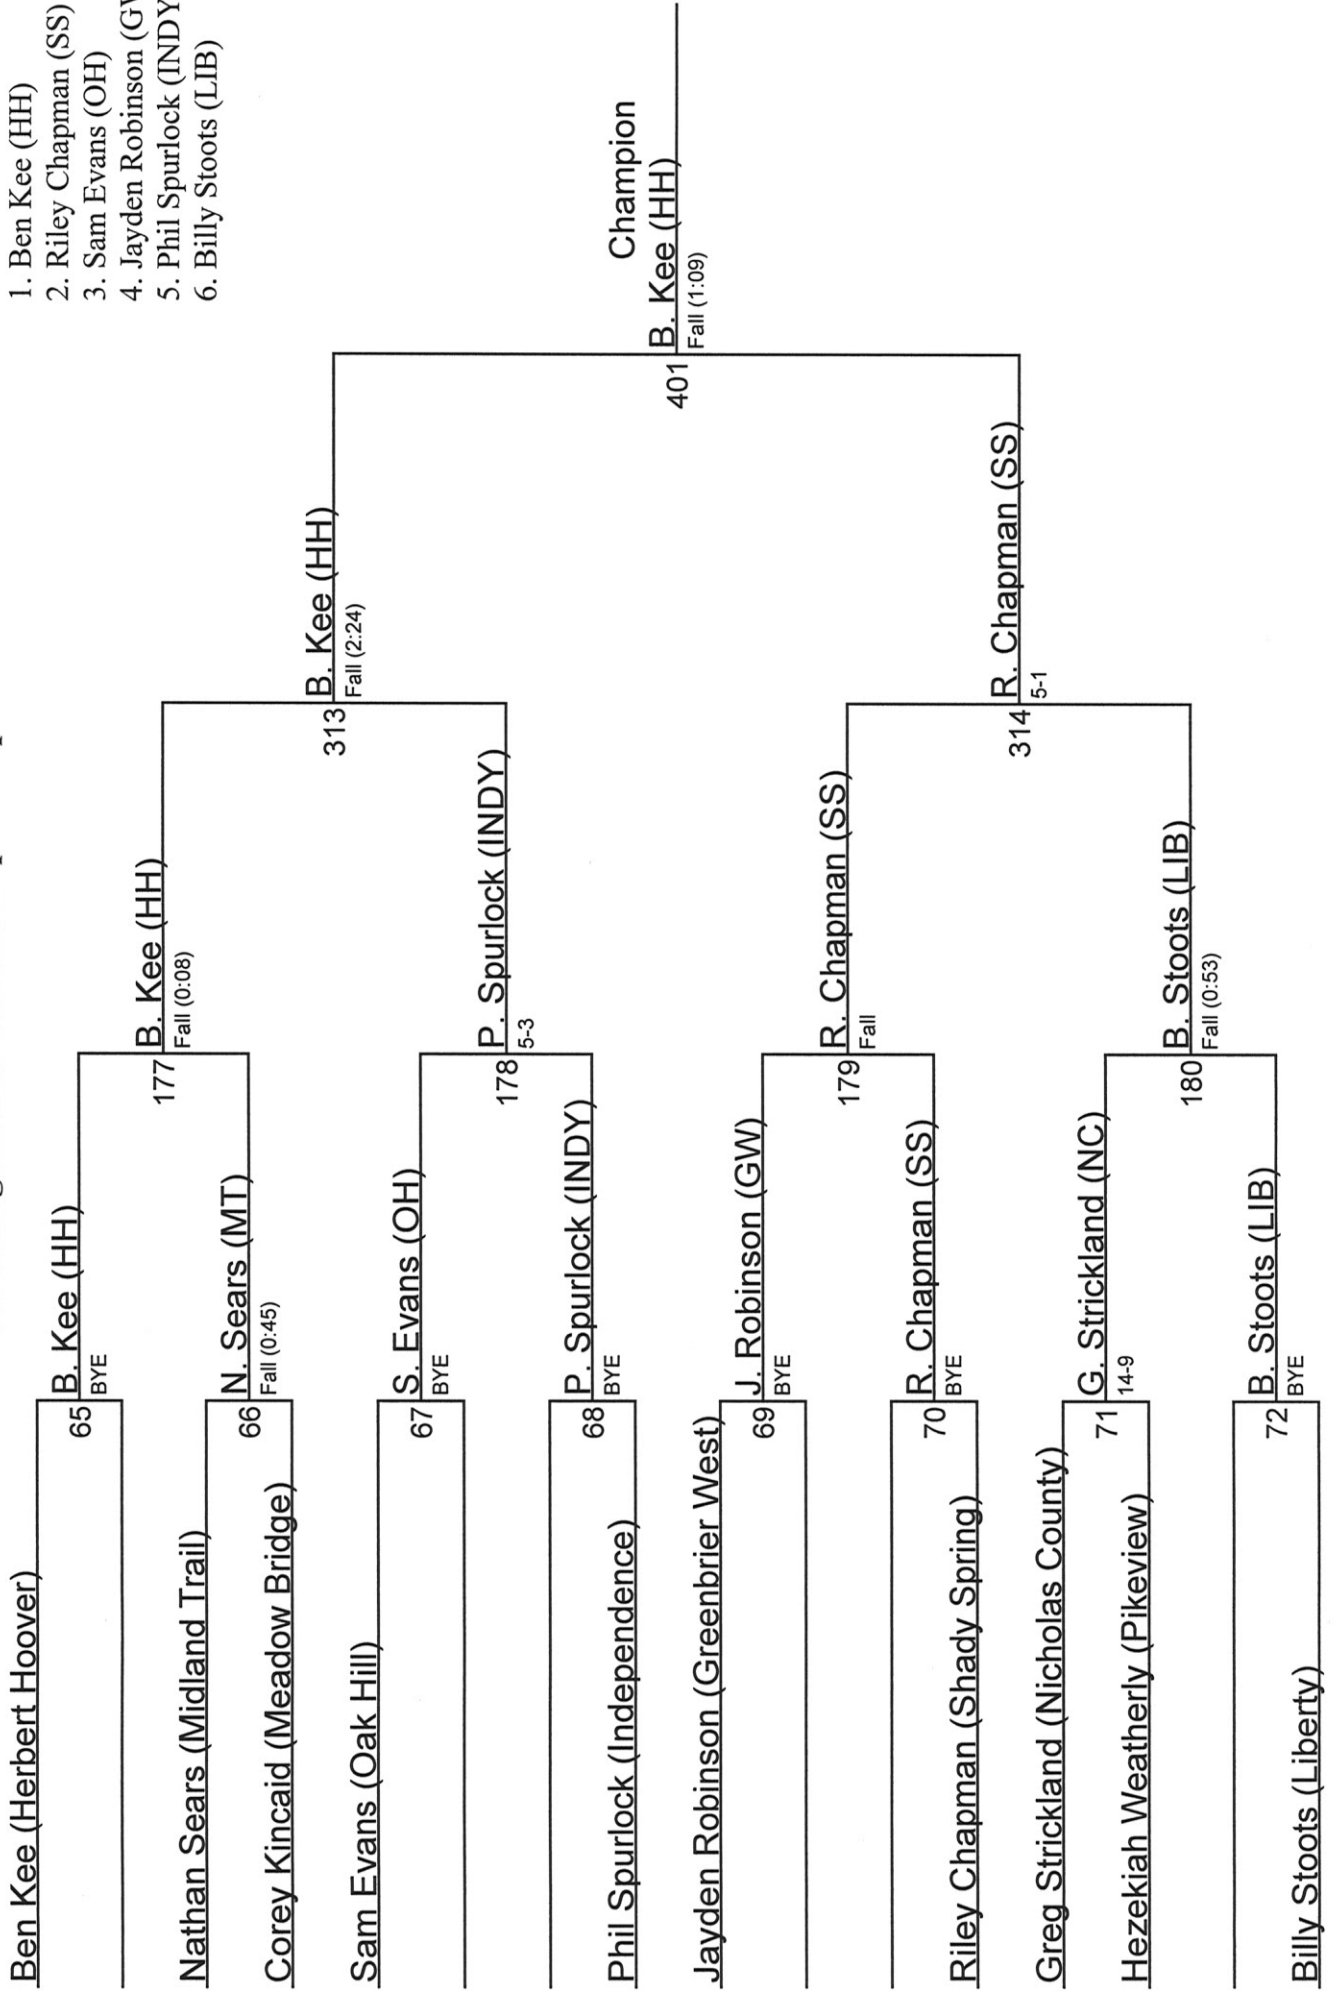 1. Ben Kee (HH)
2. Riley Chapman (SS)
3. Sam Evans (OH)
4. Jayden Robinson
5. Phil Spurlock (INDY
6. Billy Stoots (LIB)
Ben Kee (Herbert Hoover)
65
B. Kee (HH)
BYE
Nathan Sears (Midland Trail)
Corey Kincaid (Meadow Bridge)
66
N. Sears (MT)
Fall (0:45)
177
B. Kee (HH)
Fall (0:08)
Sam Evans (Oak Hill)
67
S. Evans (OH)
BYE
Phil Spurlock (Independence)
68
P. Spurlock (INDY)
BYE
178
P. Spurlock (INDY)
5-3
313
B. Kee (HH)
Fall (2:24)
Jayden Robinson (Greenbrier West)
69
J. Robinson (GW)
BYE
Riley Chapman (Shady Spring)
70
R. Chapman (SS)
BYE
179
R. Chapman (SS)
Fall
Greg Strickland (Nicholas County)
Hezekiah Weatherly (Pikeview)
71
G. Strickland (NC)
14-9
Billy Stoots (Liberty)
72
B. Stoots (LIB)
BYE
180
B. Stoots (LIB)
Fall (0:53)
314
R. Chapman (SS)
5-1
401
Champion
B. Kee (HH)
Fall (1:09)